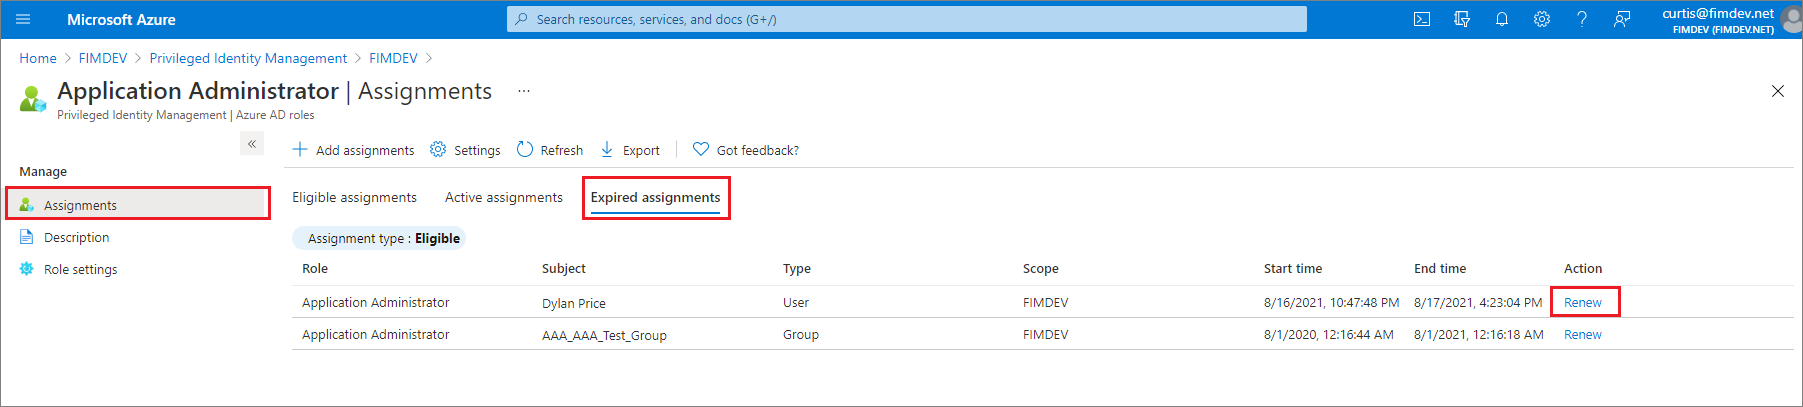 Microsoft Azure
Search resources, services, and docs (G+/)
curtis@fimdev.net
FIMDEV (FIMDEV.NET)
Home > FIMDEV > Privileged Identity Management > FIMDEV >
Application Administrator | Assignments ...
Privileged Identity Management | Azure AD roles
«
+ Add assignments Settings Refresh Export | Got feedback?
Manage
Assignments
Description
Role settings
Eligible assignments Active assignments Expired assignments
Assignment type : Eligible
Role Subject Type Scope Start time End time Action
Application Administrator Dylan Price User FIMDEV 8/16/2021, 10:47:48 PM 8/17/2021, 4:23:04 PM Renew
Application Administrator AAA_AAA_Test_Group Group FIMDEV 8/1/2020, 12:16:44 AM 8/1/2021, 12:16:18 AM Renew